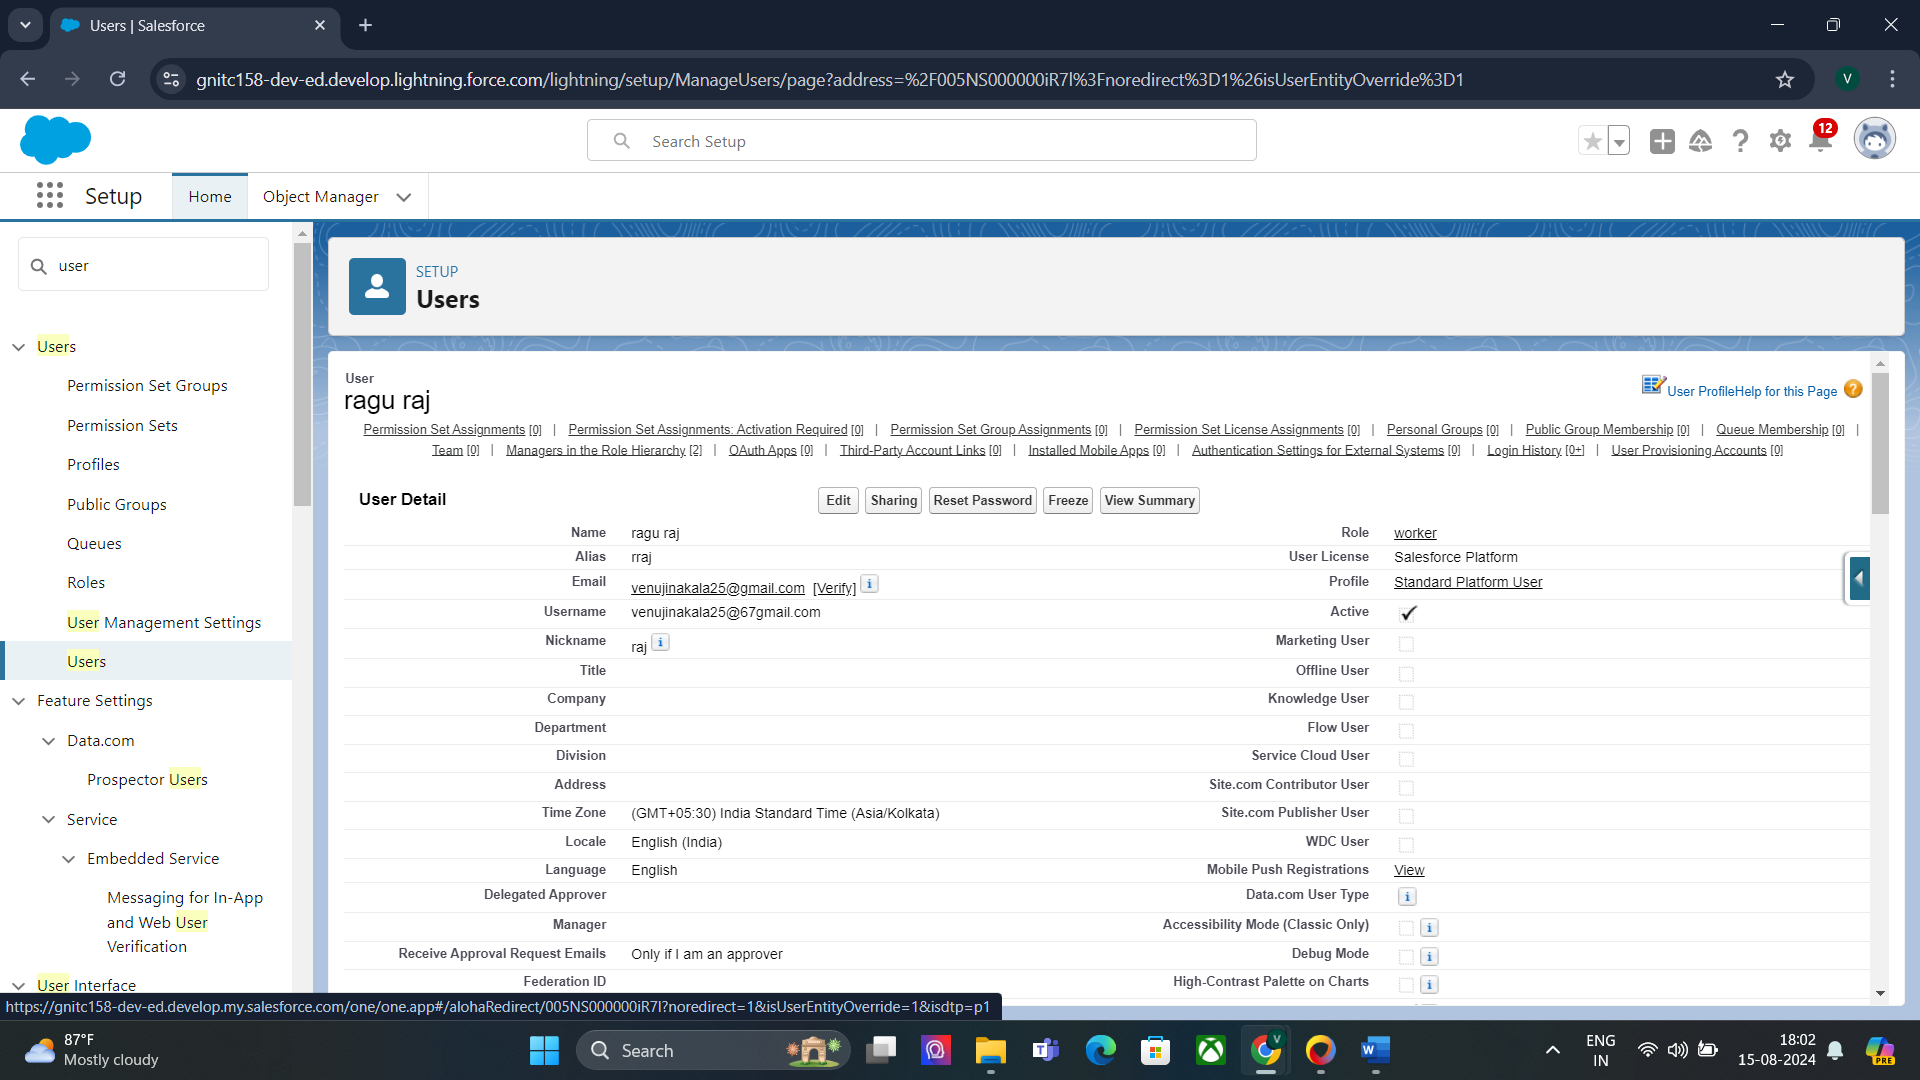 Users | Salesforce
gnitc158-dev-ed.develop.lightning.force.com/lightning/setup/ManageUsers/page?address=%2F005NS000000iR7l%3Fnoredirect%3D1%26isUserEntityOverride%3D1
V
Search Setup
12
Setup
Home
Object Manager
user
Users
Permission Set Groups
Permission Sets
Profiles
Public Groups
Queues
Roles
User Management Settings
Users
Feature Settings
Data.com
Prospector Users
Service
Embedded Service
Messaging for In-App
and Web User
Verification
User Interface
SETUP
Users
User
ragu raj
User Profile Help for this Page ?
Permission Set Assignments [0] | Permission Set Assignments: Activation Required [0] | Permission Set Group Assignments [0] | Permission Set License Assignments [0] | Personal Groups [0] | Public Group Membership [0] | Queue Membership [0] |
Team [0] | Managers in the Role Hierarchy [2] | OAuth Apps [0] | Third-Party Account Links [0] | Installed Mobile Apps [0] | Authentication Settings for External Systems [0] | Login History [0+] | User Provisioning Accounts [0]
User Detail
Edit Sharing Reset Password Freeze View Summary
Name ragu raj Role worker
Alias rraj User License Salesforce Platform
Email venujinakala25@gmail.com [Verify] i Profile Standard Platform User
Username venujinakala25@67gmail.com Active
Nickname raj i Marketing User
Title Offline User
Company Knowledge User
Department Flow User
Division Service Cloud User
Address Site.com Contributor User
Time Zone (GMT+05:30) India Standard Time (Asia/Kolkata) Site.com Publisher User
Locale English (India) WDC User
Language English Mobile Push Registrations View
Delegated Approver Data.com User Type i
Manager Accessibility Mode (Classic Only) i
Receive Approval Request Emails Only if I am an approver Debug Mode i
Federation ID High-Contrast Palette on Charts i
https://gnitc158-dev-ed.develop.my.salesforce.com/one/one.app#/alohaRedirect/005NS000000iR7l?noredirect=1&isUserEntityOverride=1&isdtp=p1
87°F
Mostly cloudy
Search
V
ENG
IN
18:02
15-08-2024
PRE